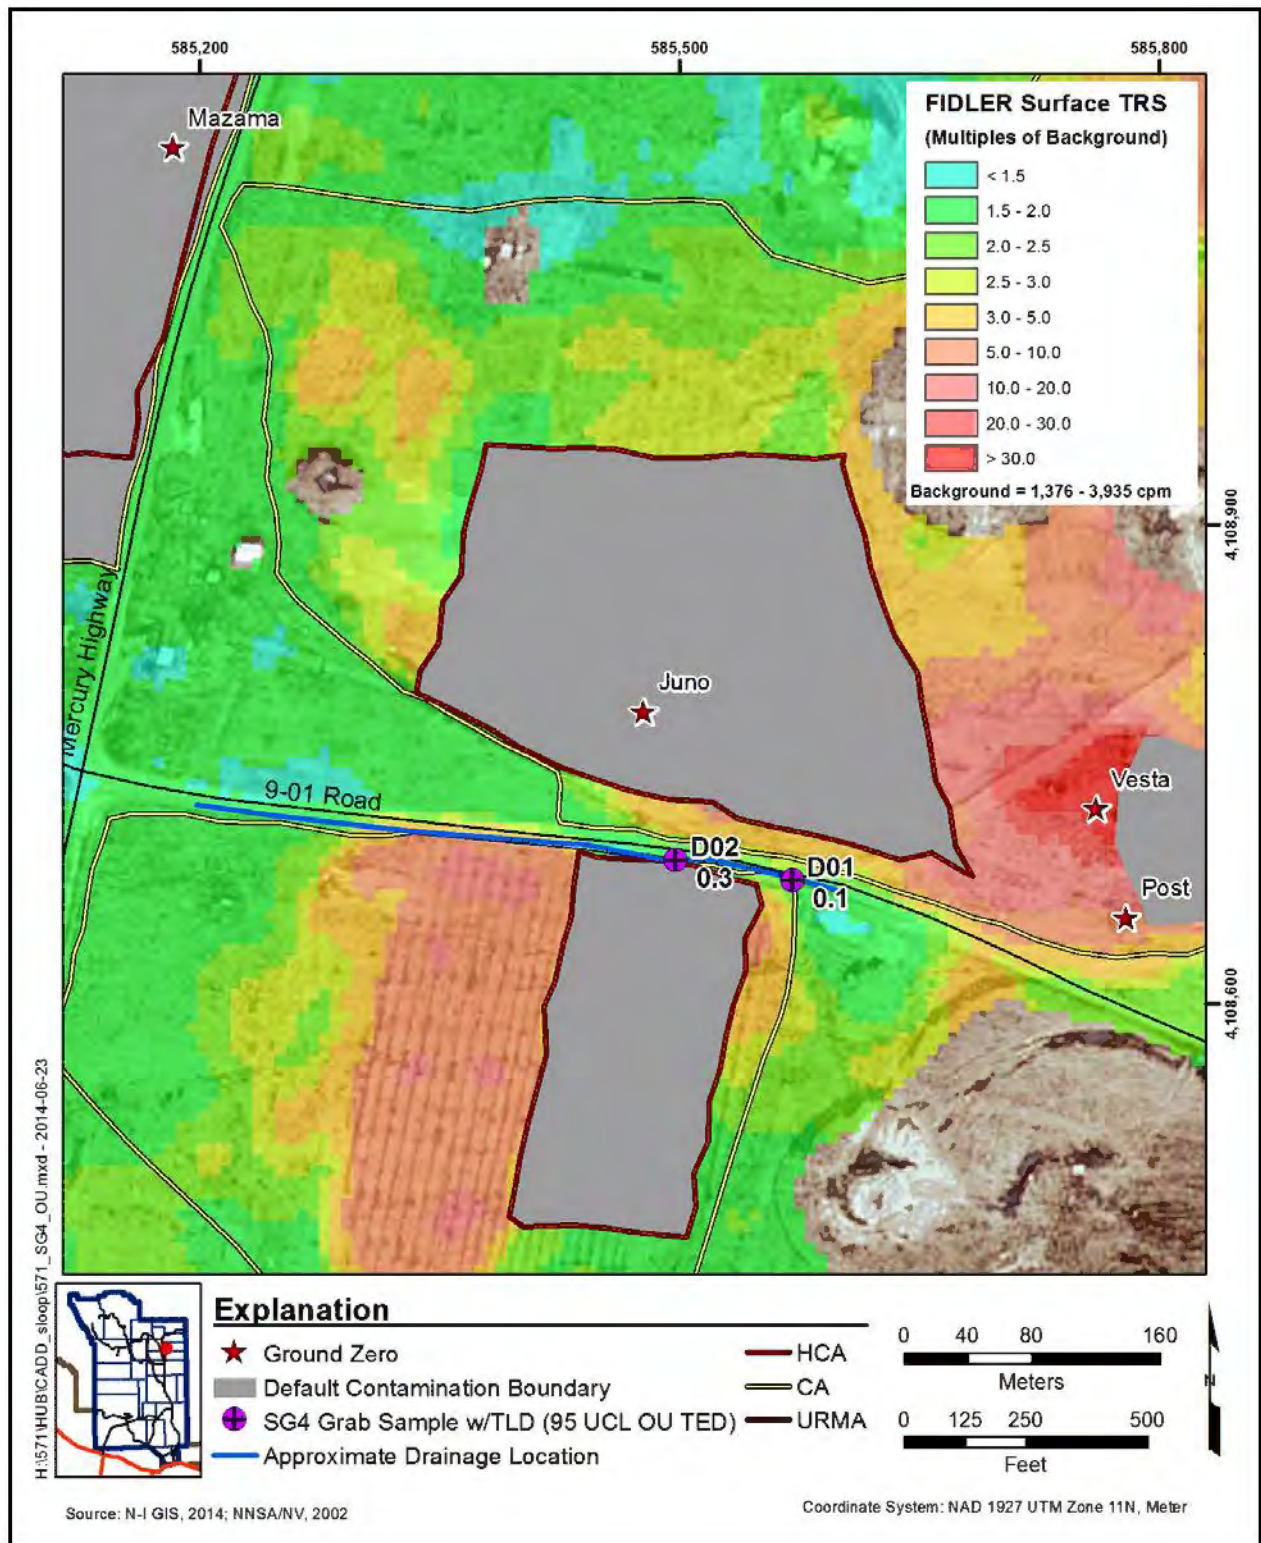 585,200 585,500 585,800
FIDLER Surface TRS
(Multiples of Background)
< 1.5
1.5 - 2.0
2.0 - 2.5
2.5 - 3.0
3.0 - 5.0
5.0 - 10.0
10.0 - 20.0
20.0 - 30.0
> 30.0
Background = 1,376 - 3,935 cpm
Mazama
4,108,900
Mercury Highway
Juno
9-01 Road
Vesta
D02
0.3
D01
0.1
Post
4,108,600
H:\571\HUB\CADD_sloop\571_SG4_OU.mxd - 2014-06-23
Explanation
Ground Zero
Default Contamination Boundary
SG4 Grab Sample w/TLD (95 UCL OU TED)
Approximate Drainage Location
HCA
CA
URMA
0 40 80 160
Meters
0 125 250 500
Feet
N
Source: N-I GIS, 2014; NNSA/NV, 2002
Coordinate System: NAD 1927 UTM Zone 11N, Meter